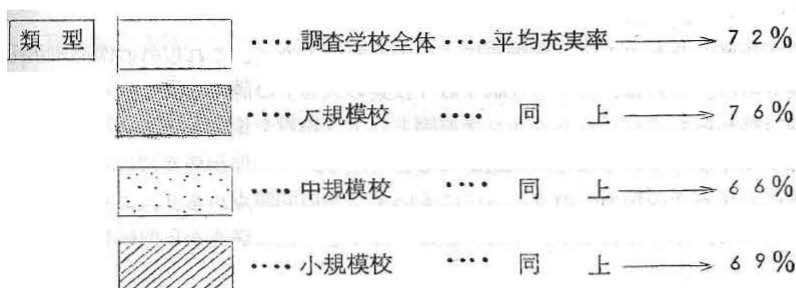 類型 ････調査学校全体 ････平均充実率 ⟶ 72%
････大規模校 ････ 同上 ⟶ 76%
････中規模校 ････ 同上 ⟶ 66%
････小規模校 ････ 同上 ⟶ 69%